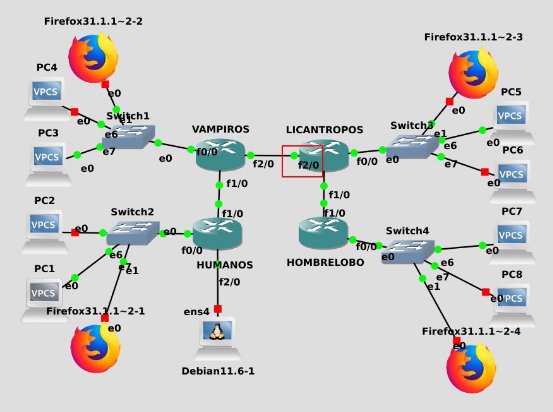 Firefox31.1.1~2-2
Firefox31.1.1~2-3
PC4
VPCS
e0
e0
Switch1
e1
e6
e7
e0
PC3
VPCS
e0
VAMPIROS
f0/0
f2/0
f1/0
LICANTROPOS
f2/0
f0/0
f1/0
Switch3
e0
e1
e6
e7
e0
PC5
VPCS
e0
PC6
VPCS
e0
PC2
VPCS
e0
Switch2
e0
e6
e7
e1
PC1
VPCS
e0
Firefox31.1.1~2-1
e0
f1/0
f0/0
HUMANOS
f2/0
ens4
Debian11.6-1
f1/0
HOMBRELOBO
f0/0
Switch4
e0
e6
e7
e1
PC7
VPCS
e0
PC8
VPCS
e0
Firefox31.1.1~2-4
e0